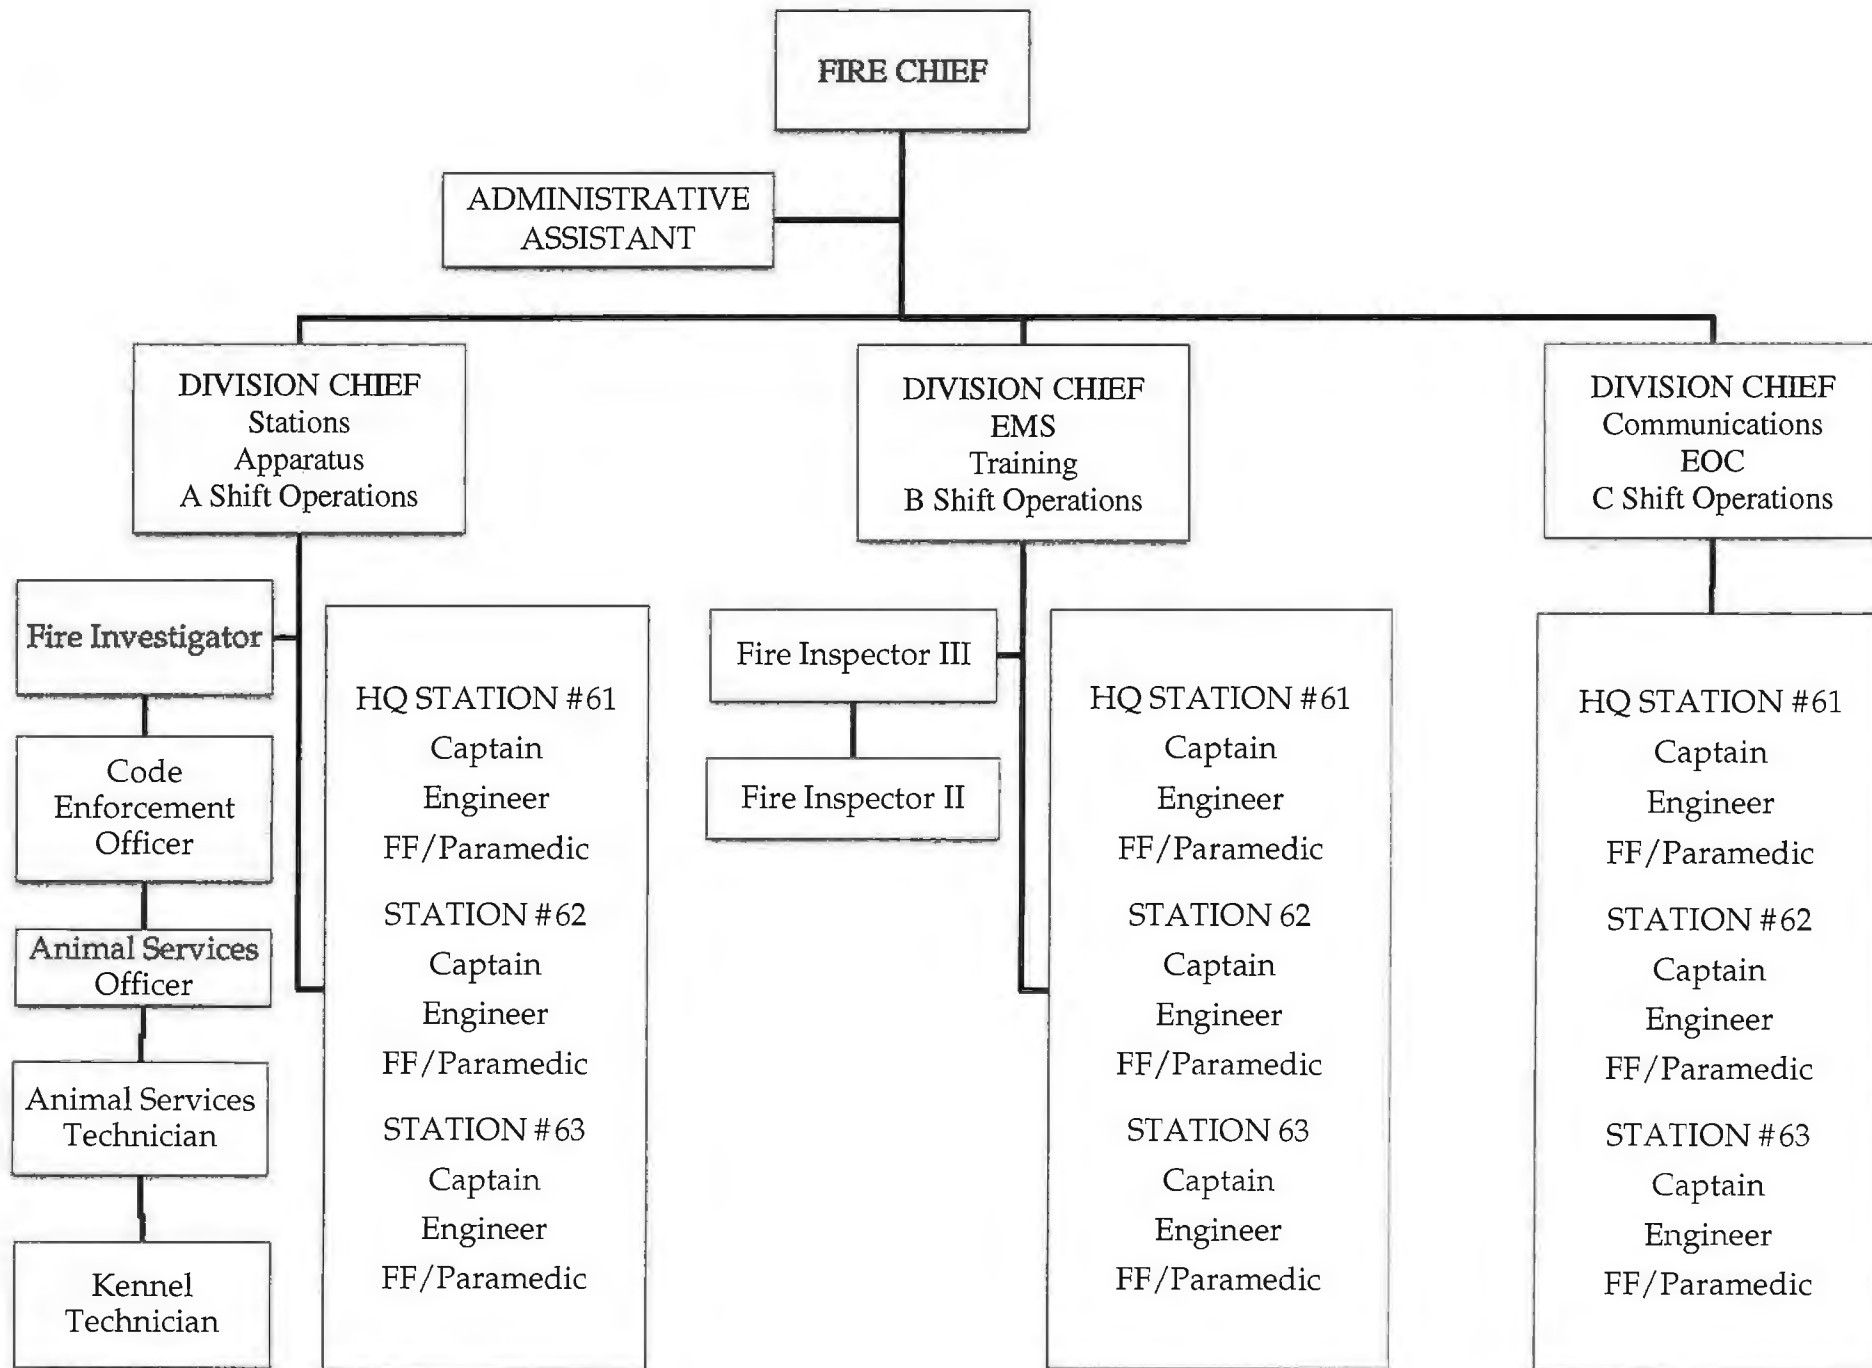 FIRE CHIEF
ADMINISTRATIVE
ASSISTANT
DIVISION CHIEF
Stations
Apparatus
A Shift Operations
DIVISION CHIEF
EMS
Training
B Shift Operations
DIVISION CHIEF
Communications
EOC
C Shift Operations
Fire Investigator
Code
Enforcement
Officer
Animal Services
Officer
Animal Services
Technician
Kennel
Technician
HQ STATION #61
Captain
Engineer
FF/Paramedic
STATION #62
Captain
Engineer
FF/Paramedic
STATION #63
Captain
Engineer
FF/Paramedic
Fire Inspector III
Fire Inspector II
HQ STATION #61
Captain
Engineer
FF/Paramedic
STATION 62
Captain
Engineer
FF/Paramedic
STATION 63
Captain
Engineer
FF/Paramedic
HQ STATION #61
Captain
Engineer
FF/Paramedic
STATION #62
Captain
Engineer
FF/Paramedic
STATION #63
Captain
Engineer
FF/Paramedic